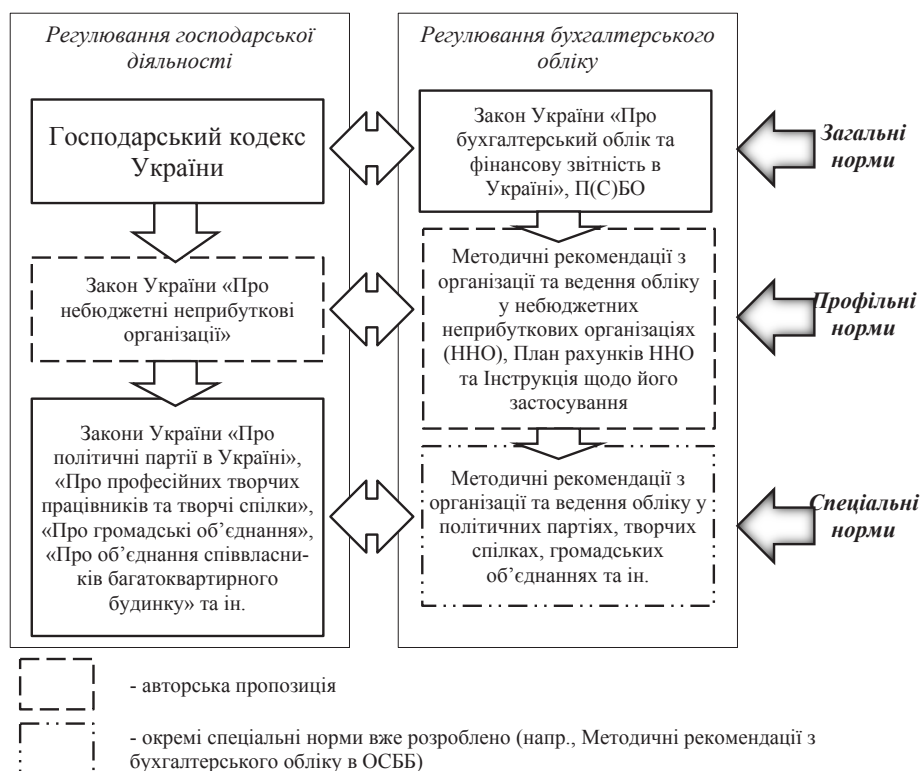 Регулювання господарської
діяльності
Регулювання бухгалтерського
обліку
Господарський кодекс
України
Закон України «Про
бухгалтерський облік та
фінансову звітність в
Україні», П(С)БО
Загальні
норми
Закон України «Про
небюджетні неприбуткові
організації»
Методичні рекомендації з
організації та ведення обліку
у небюджетних
неприбуткових організаціях
(ННО), План рахунків ННО
та Інструкція щодо його
застосування
Профільні
норми
Закони України «Про
політичні партії в Україні»,
«Про професійних творчих
працівників та творчі спілки»,
«Про громадські об’єднання»,
«Про об’єднання співвласни-
ків багатоквартирного
будинку» та ін.
Методичні рекомендації з
організації та ведення обліку у
політичних партіях, творчих
спілках, громадських
об’єднаннях та ін.
Спеціальні
норми
- авторська пропозиція
- окремі спеціальні норми вже розроблено (напр., Методичні рекомендації з
бухгалтерського обліку в ОСББ)